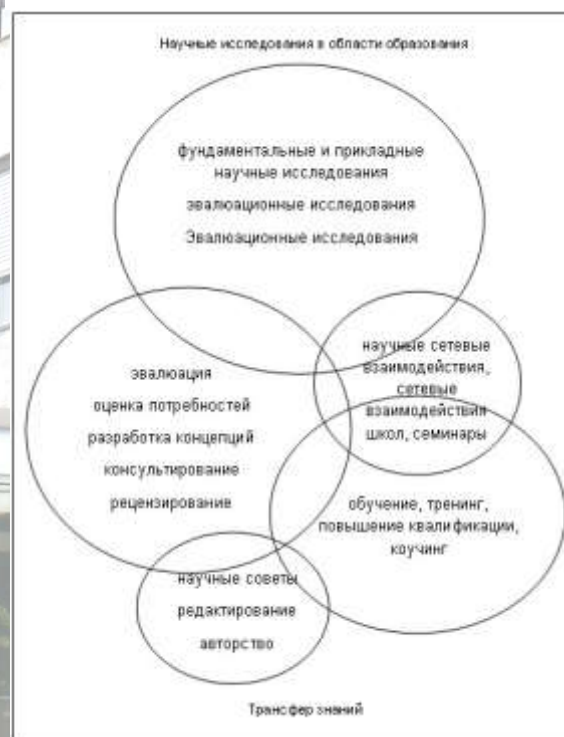 Научные исследования в области образования
фундаментальные и прикладные
научные исследования
эвалюационные исследования
Эвалюационные исследования
научные сетевые
взаимодействия,
сетевые
взаимодействия
школ, семинары
эвалюация
оценка потребностей
разработка концепций
консультирование
рецензирование
обучение, тренинг,
повышение квалификации,
коучинг
научные советы
редактирование
авторство
Трансфер знаний